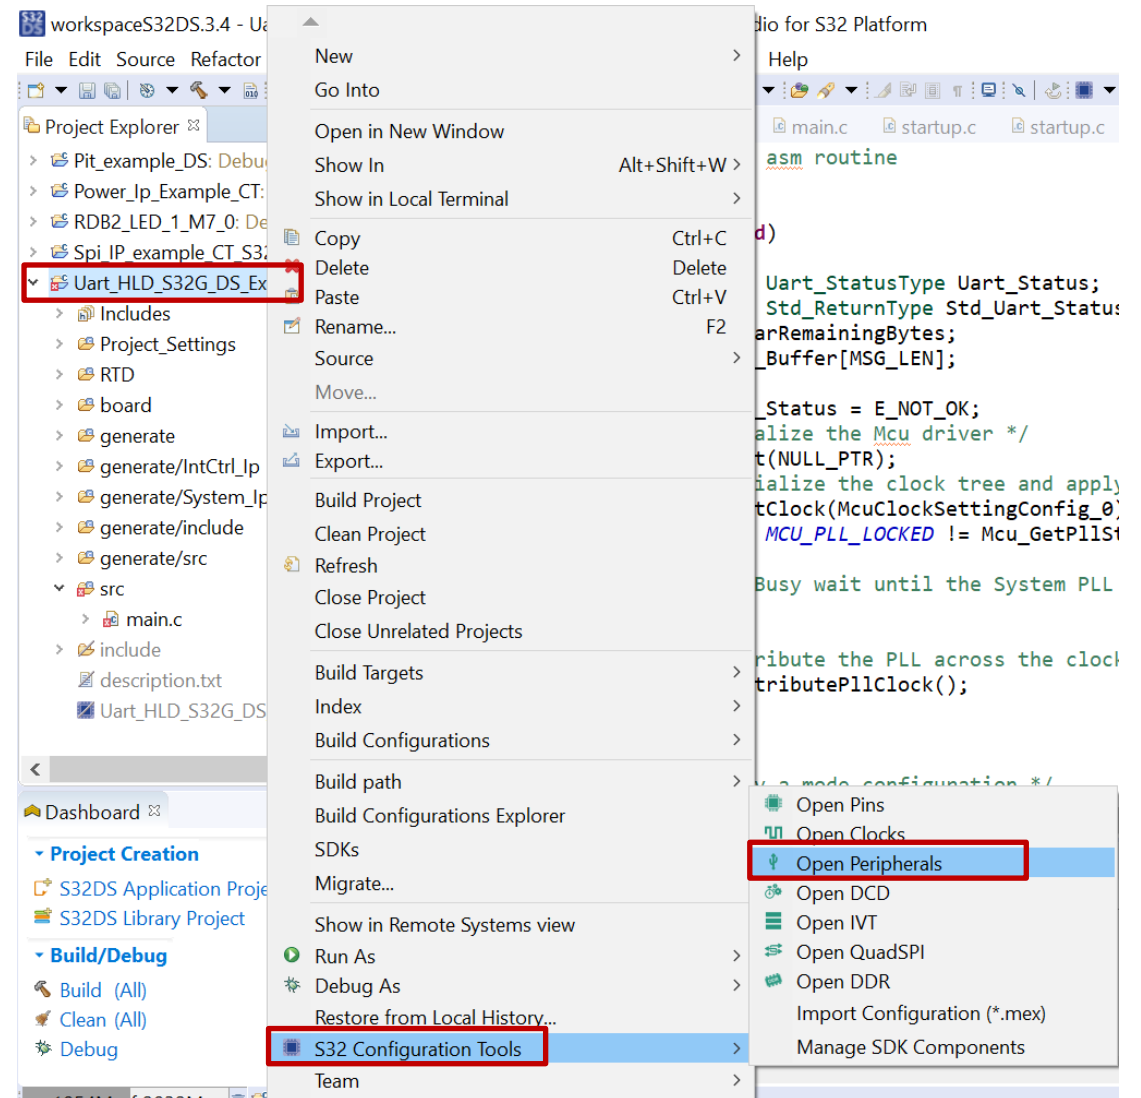 workspaceS32DS.3.4 - Ua
dio for S32 Platform
File Edit Source Refactor
Help
Project Explorer
main.c
startup.c
startup.c
Pit_example_DS: Debu
Power_Ip_Example_CT:
RDB2_LED_1_M7_0: De
Spi_IP_example_CT_S32
Uart_HLD_S32G_DS_Ex
Includes
Project_Settings
RTD
board
generate
generate/IntCtrl_Ip
generate/System_Ip
generate/include
generate/src
src
main.c
include
description.txt
Uart_HLD_S32G_DS
Dashboard
Project Creation
S32DS Application Proje
S32DS Library Project
Build/Debug
Build (All)
Clean (All)
Debug
New
Go Into
Open in New Window
Show In Alt+Shift+W
Show in Local Terminal
Copy Ctrl+C
Delete Delete
Paste Ctrl+V
Rename... F2
Source
Move...
Import...
Export...
Build Project
Clean Project
Refresh
Close Project
Close Unrelated Projects
Build Targets
Index
Build Configurations
Build path
Build Configurations Explorer
SDKs
Migrate...
Show in Remote Systems view
Run As
Debug As
Restore from Local History...
S32 Configuration Tools
Team
asm routine
d)
Uart_StatusType Uart_Status;
Std_ReturnType Std_Uart_Status
arRemainingBytes;
_Buffer[MSG_LEN];
_Status = E_NOT_OK;
alize the Mcu driver */
t(NULL_PTR);
ialize the clock tree and apply
tClock(McuClockSettingConfig_0)
MCU_PLL_LOCKED != Mcu_GetPllSt
Busy wait until the System PLL
ribute the PLL across the clock
tributePllClock();
y a mode configuration */
Open Pins
Open Clocks
Open Peripherals
Open DCD
Open IVT
Open QuadSPI
Open DDR
Import Configuration (*.mex)
Manage SDK Components